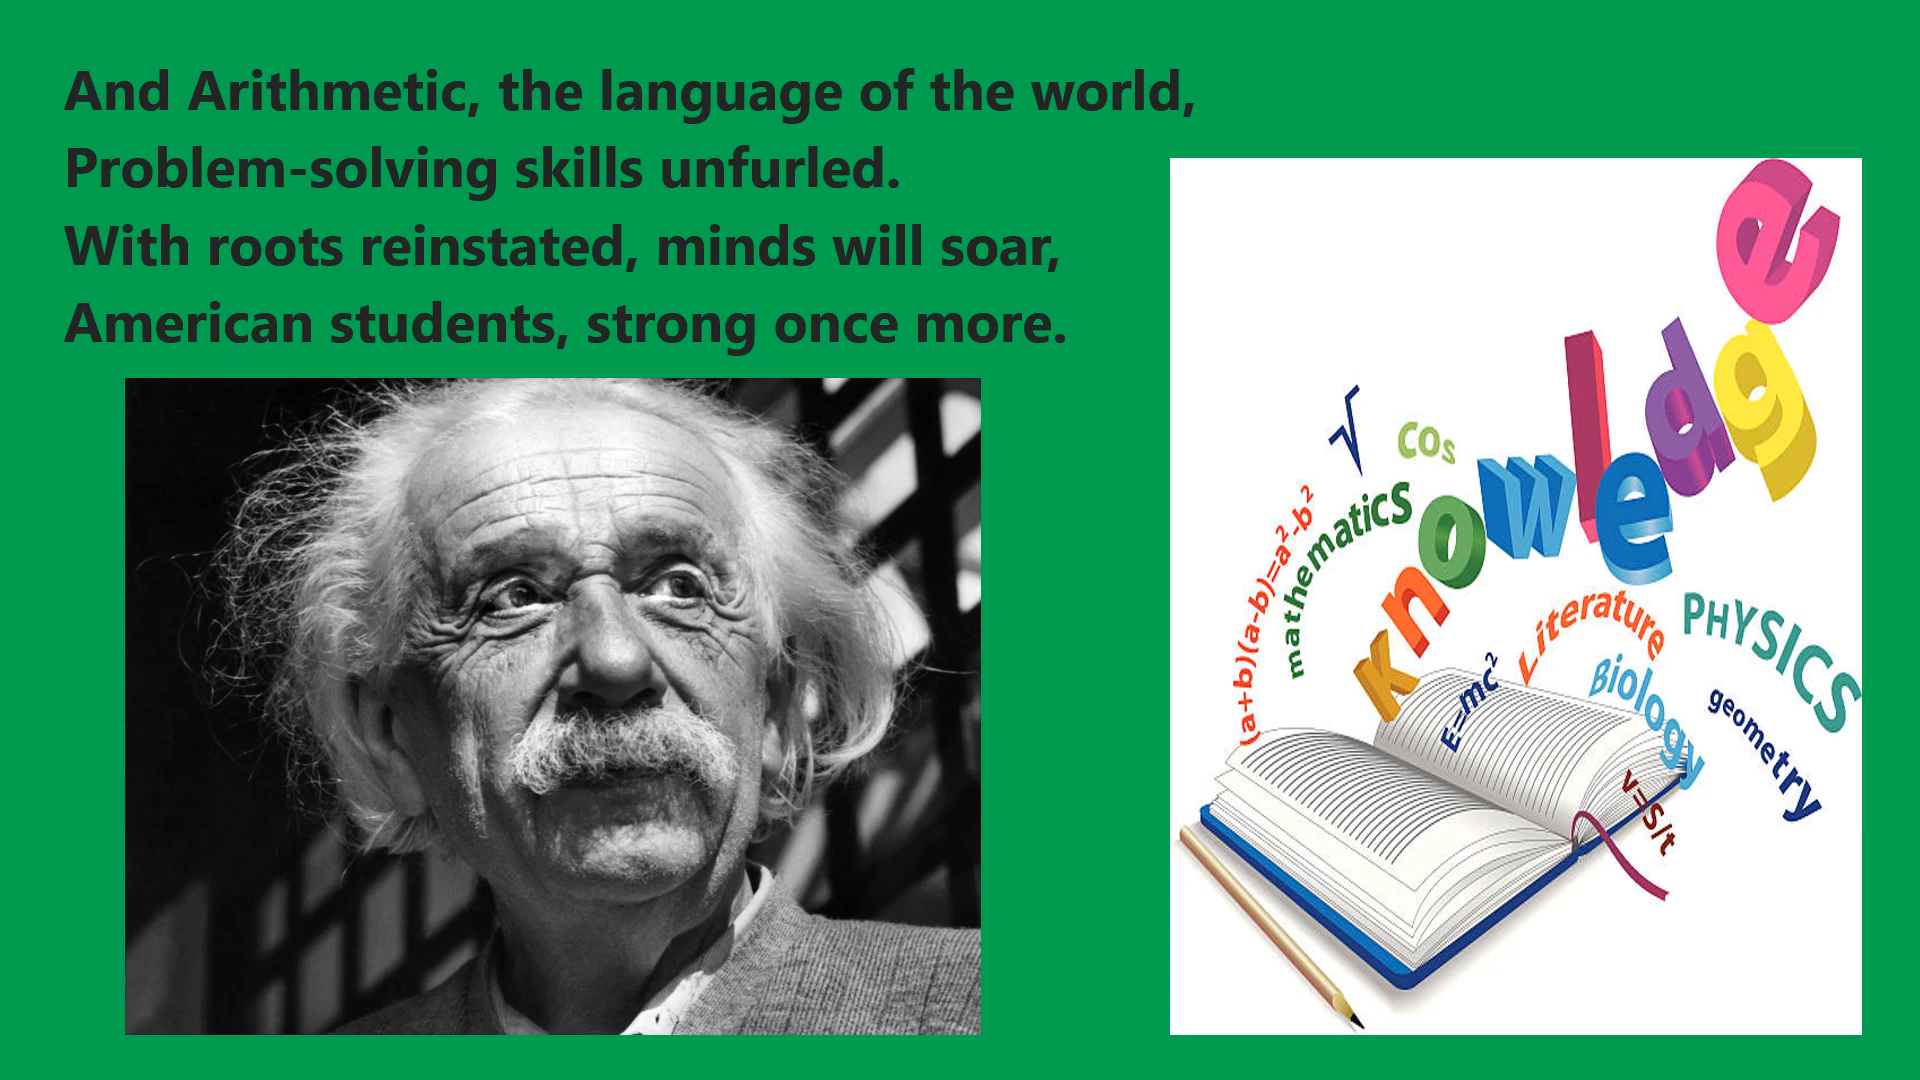 And Arithmetic, the language of the world,
Problem-solving skills unfurled.
With roots reinstated, minds will soar,
American students, strong once more.
knowledge
√
cos
mathematics
(a+b)(a-b)=a²-b²
E=mc²
Literature
PHYSICS
Biology
geometry
v=S/t